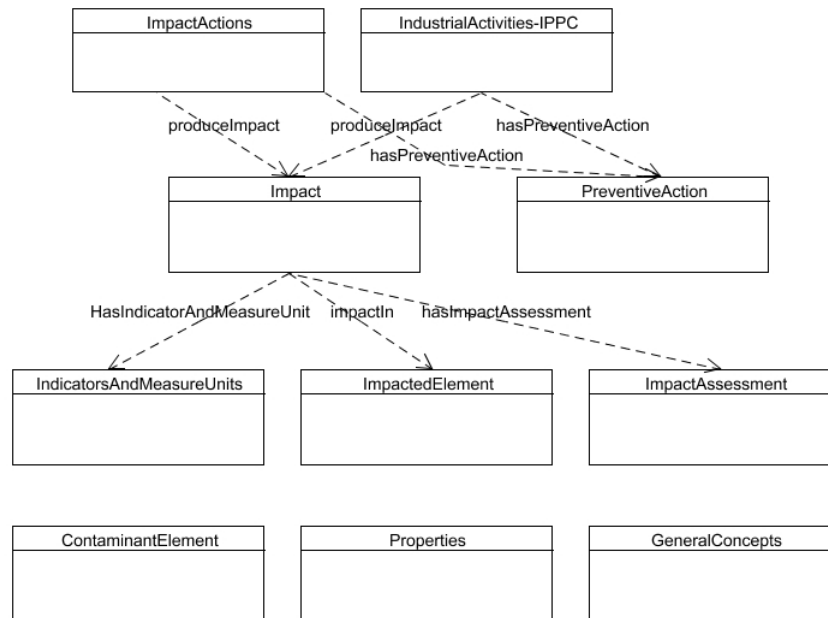 ImpactActions
IndustrialActivities-IPPC
produceImpact
produceImpact
hasPreventiveAction
hasPreventiveAction
Impact
PreventiveAction
HasIndicatorAndMeasureUnit
impactIn
hasImpactAssessment
IndicatorsAndMeasureUnits
ImpactedElement
ImpactAssessment
ContaminantElement
Properties
GeneralConcepts